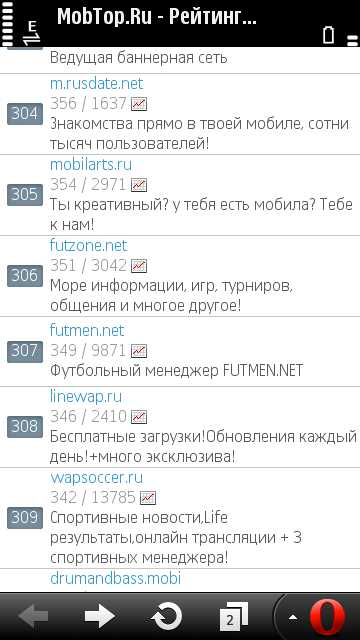 E
MobTop.Ru - Рейтинг...
Ведущая баннерная сеть
304
m.rusdate.net
356 / 1637
Знакомства прямо в твоей мобиле, сотни
тысяч пользователей!
305
mobilarts.ru
354 / 2971
Ты креативный? у тебя есть мобила? Тебе
к нам!
306
futzone.net
351 / 3042
Море информации, игр, турниров,
общения и многое другое!
307
futmen.net
349 / 9871
Футбольный менеджер FUTMEN.NET
308
linewap.ru
346 / 2410
Бесплатные загрузки!Обновления каждый
день!+много эксклюзива!
309
wapsoccer.ru
342 / 13785
Спортивные новости,Life
результаты,онлайн трансляции + 3
спортивных менеджера!
drumandbass.mobi
2